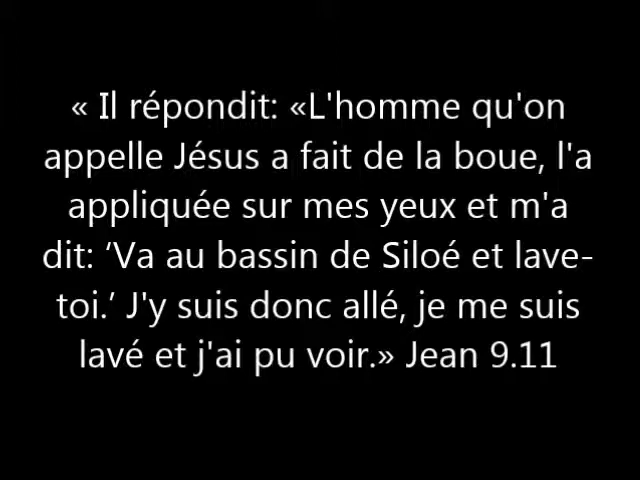 « Il répondit: «L'homme qu'on
appelle Jésus a fait de la boue, l'a
appliquée sur mes yeux et m'a
dit: ‘Va au bassin de Siloé et lave-
toi.’ J'y suis donc allé, je me suis
lavé et j'ai pu voir.» Jean 9.11